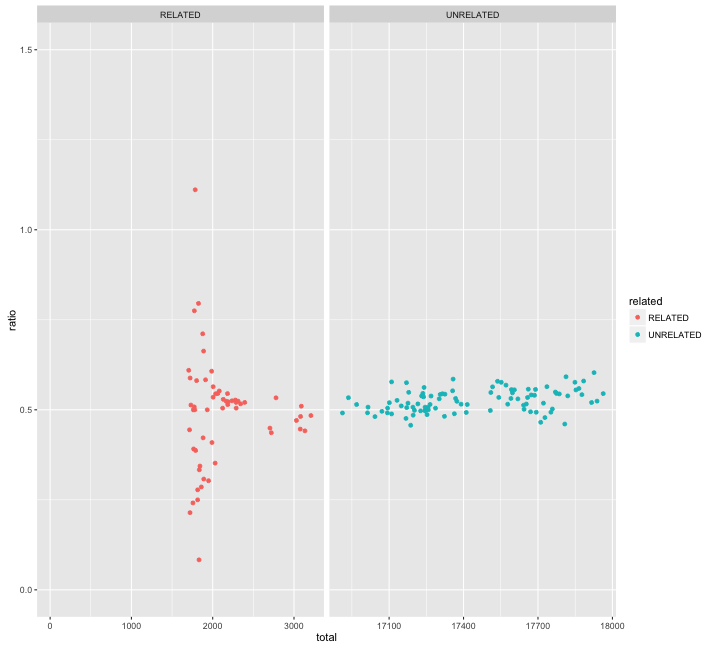 RELATED
UNRELATED
1.5
1.0
0.5
0.0
ratio
0
1000
2000
3000
17100
17400
17700
18000
total
related
RELATED
UNRELATED